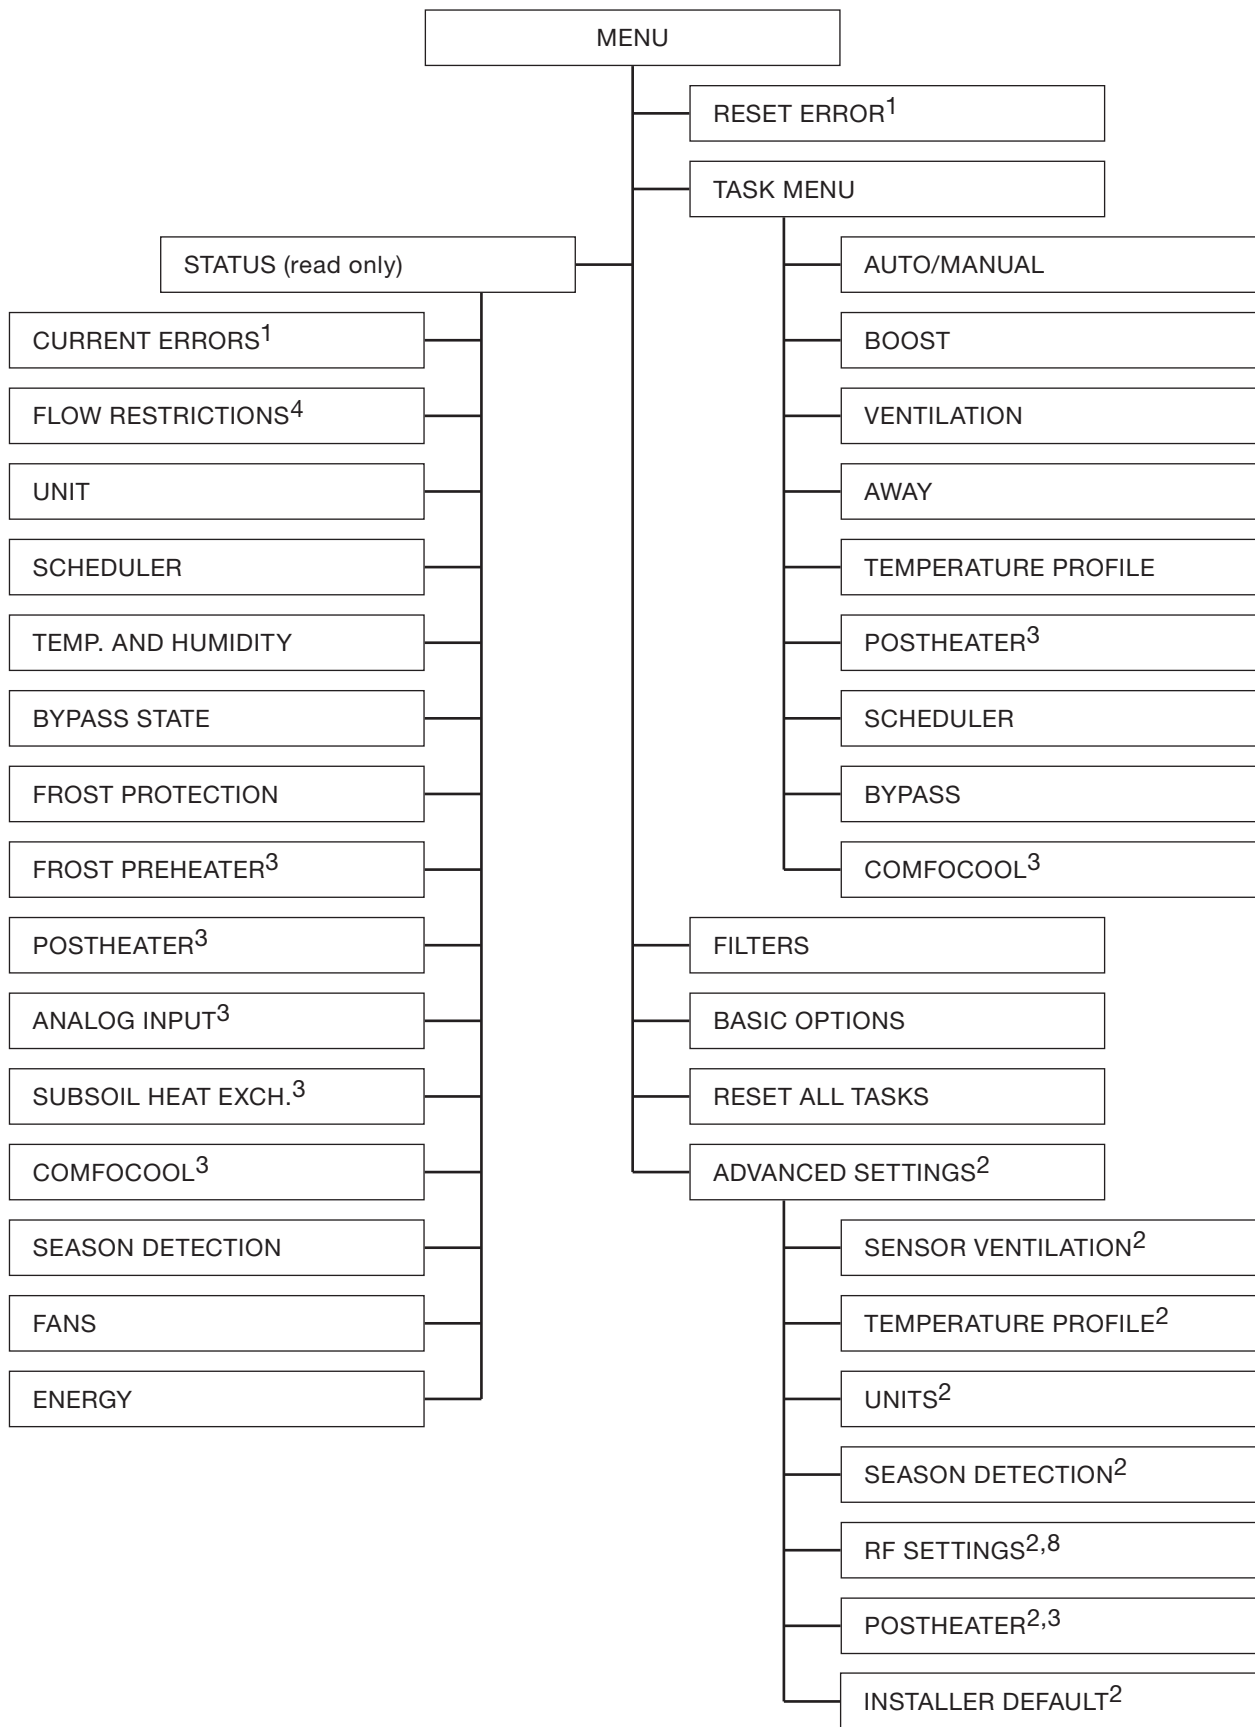 MENU
RESET ERROR1
TASK MENU
AUTO/MANUAL
BOOST
VENTILATION
AWAY
TEMPERATURE PROFILE
POSTHEATER3
SCHEDULER
BYPASS
COMFOCOOL3
STATUS (read only)
CURRENT ERRORS1
FLOW RESTRICTIONS4
UNIT
SCHEDULER
TEMP. AND HUMIDITY
BYPASS STATE
FROST PROTECTION
FROST PREHEATER3
POSTHEATER3
ANALOG INPUT3
SUBSOIL HEAT EXCH.3
COMFOCOOL3
SEASON DETECTION
FANS
ENERGY
FILTERS
BASIC OPTIONS
RESET ALL TASKS
ADVANCED SETTINGS2
SENSOR VENTILATION2
TEMPERATURE PROFILE2
UNITS2
SEASON DETECTION2
RF SETTINGS2,8
POSTHEATER2,3
INSTALLER DEFAULT2